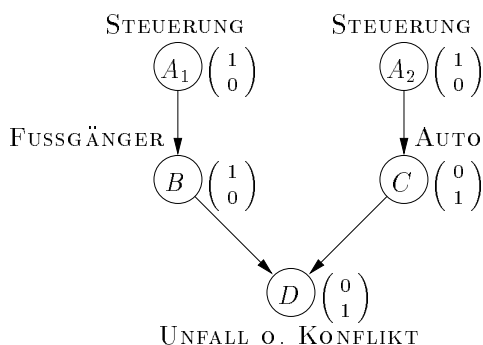 STEUERUNG STEUERUNG
A1 ( 1 0 ) A2 ( 1 0 )
FUSSGÄNGER AUTO
B ( 1 0 ) C ( 0 1 )
D ( 0 1 )
UNFALL O. KONFLIKT